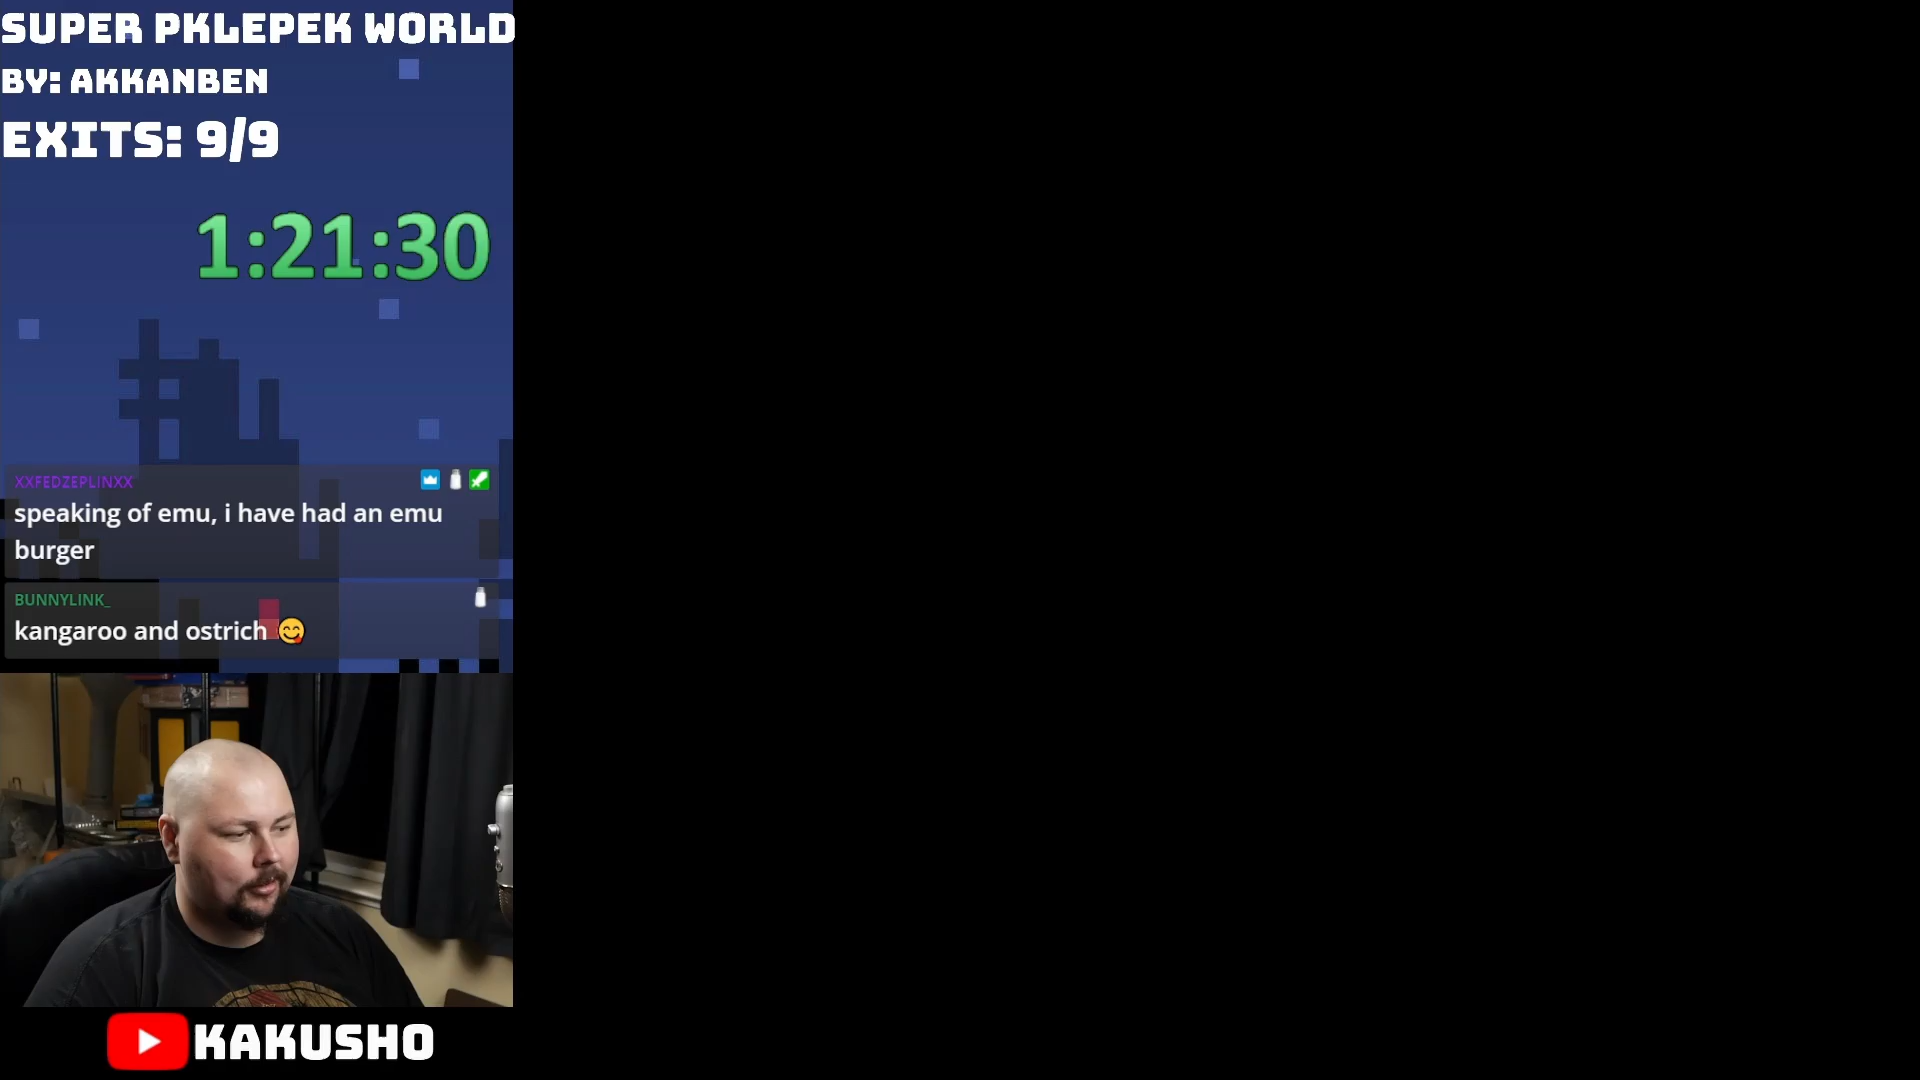 SUPER PKLEPEK WORLD
BY: AKKANBEN
EXITS: 9/9
1:21:30
XXFEDZEPLINXX
speaking of emu, i have had an emu
burger
BUNNYLINK_
kangaroo and ostrich 😋
KAKUSHO